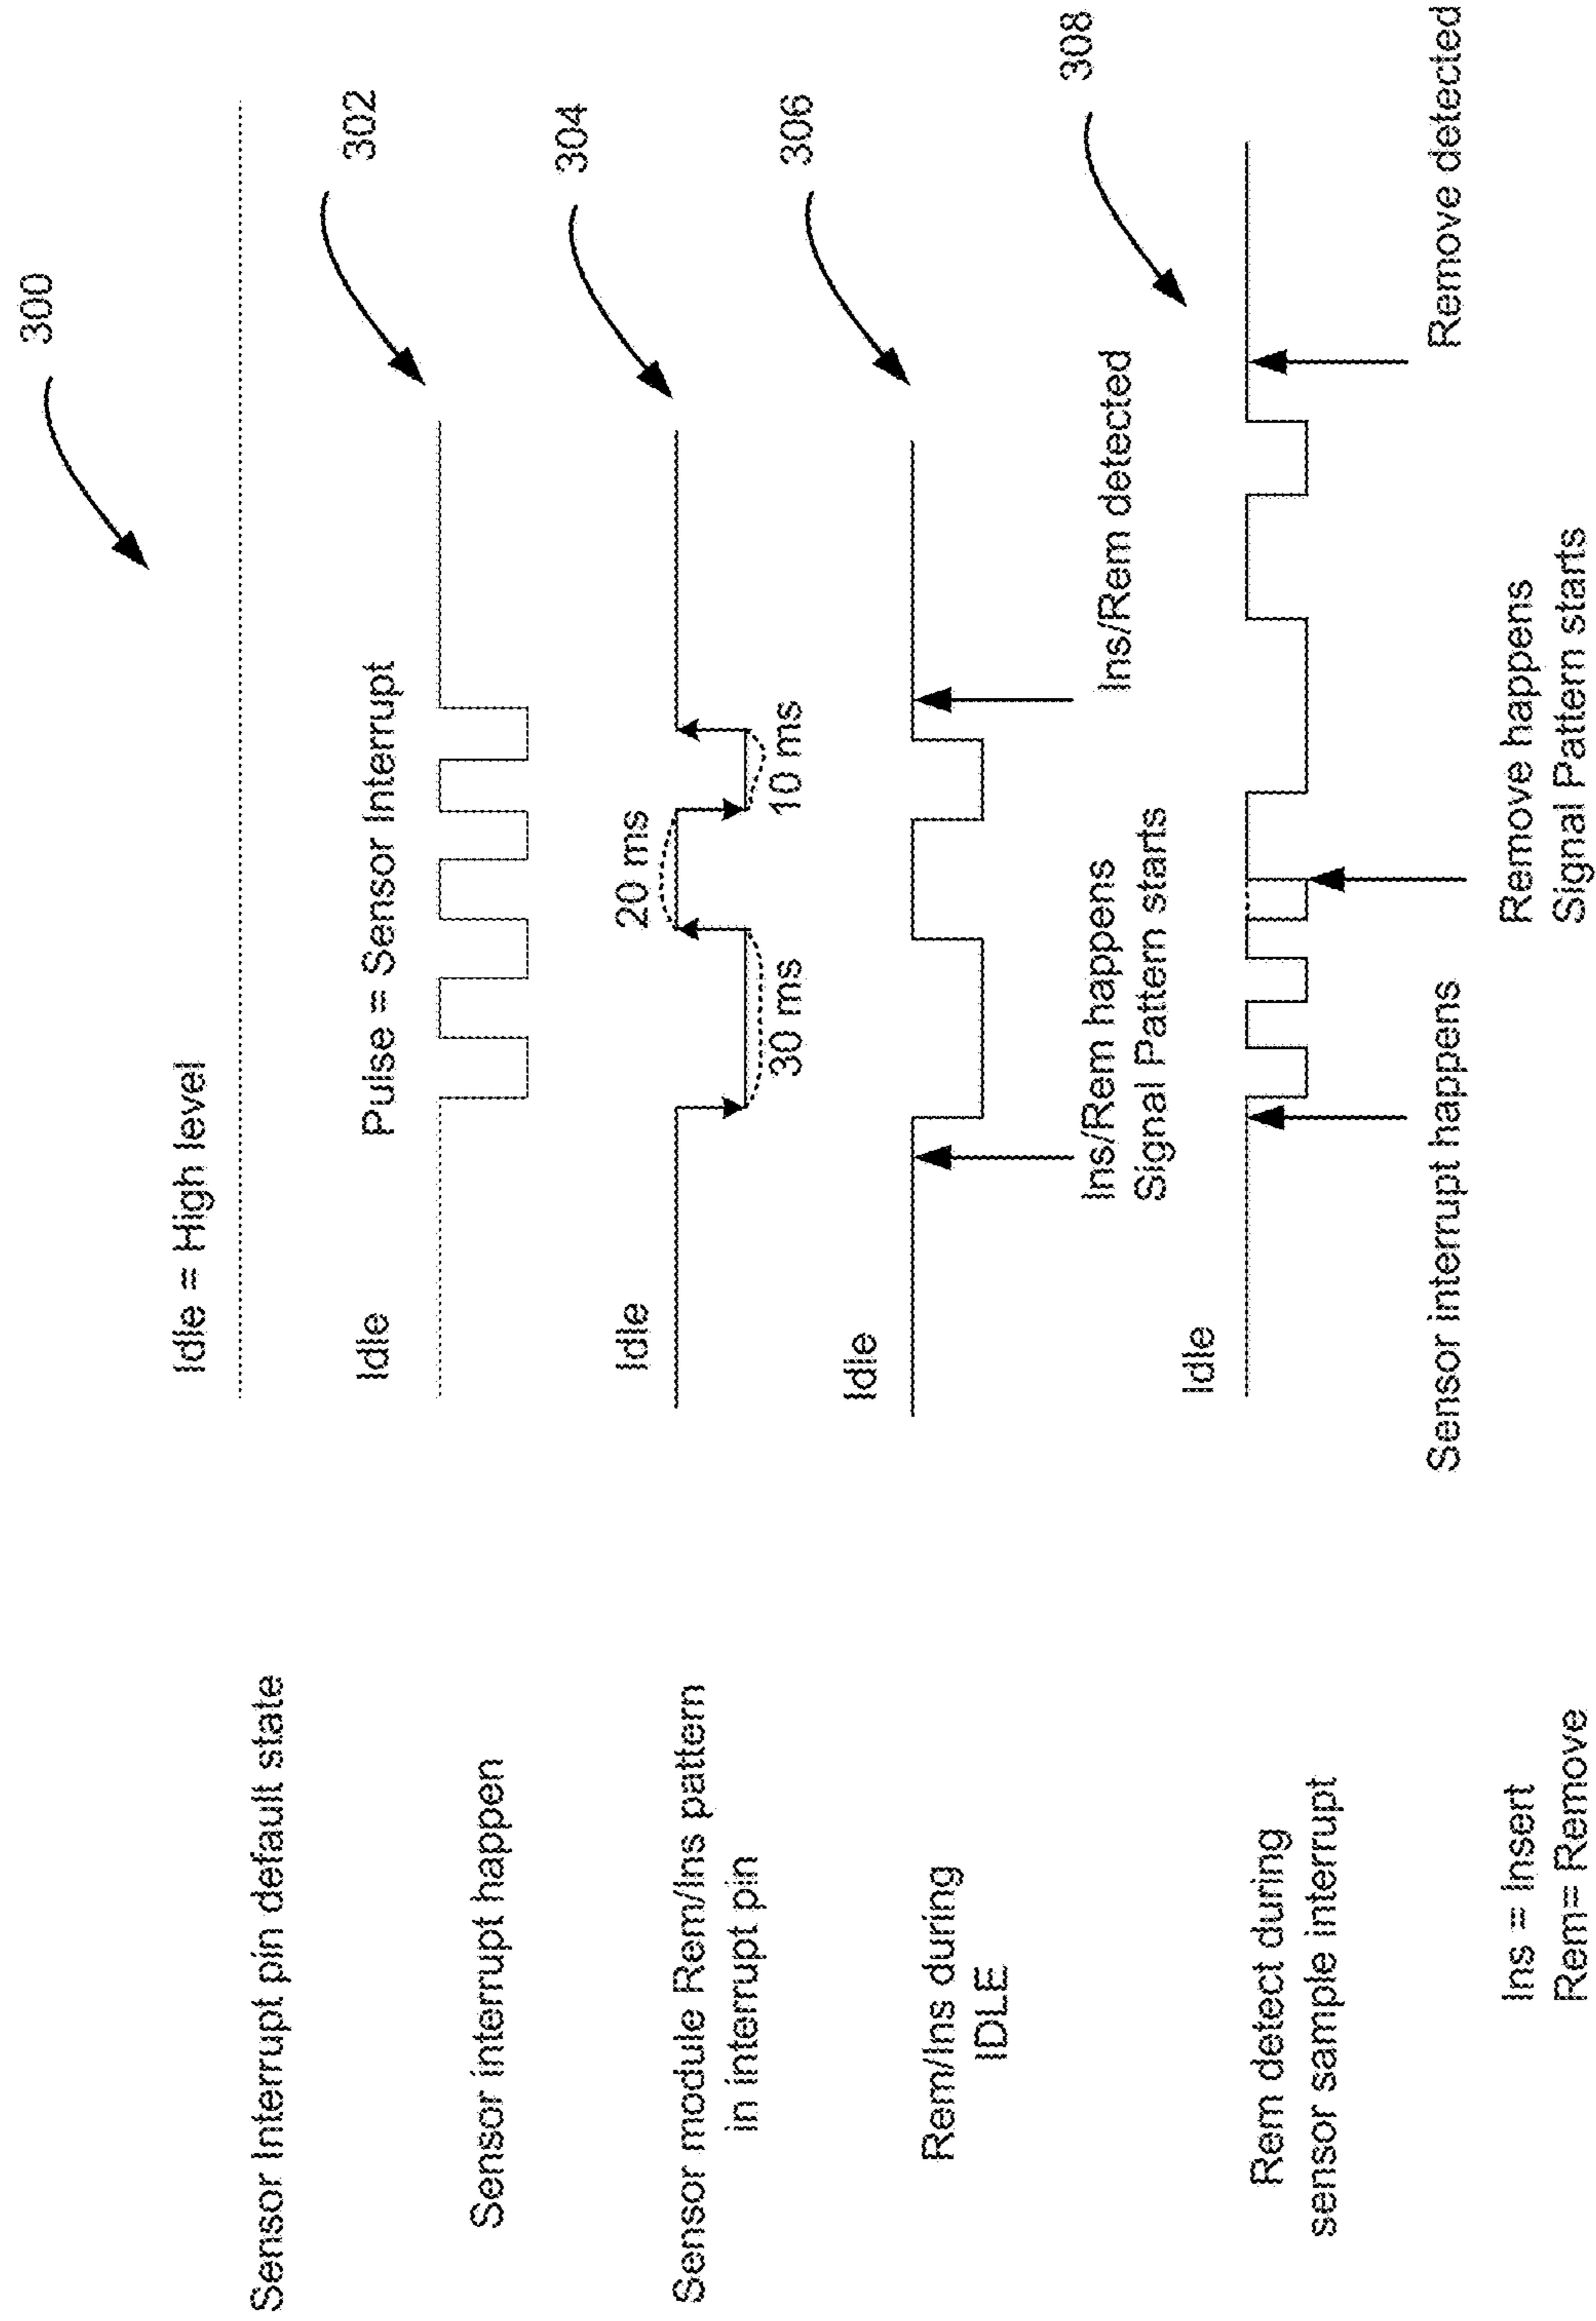 300
Idle = High level
Sensor Interrupt pin default state
302
Idle
Pulse = Sensor Interrupt
Sensor interrupt happen
304
Idle
20 ms
30 ms
10 ms
Sensor module Rem/Ins pattern
in interrupt pin
306
Idle
Rem/Ins during
IDLE
Ins/Rem happens
Signal Pattern starts
Ins/Rem detected
308
Idle
Rem detect during
sensor sample interrupt
Sensor interrupt happens
Remove detected
Remove happens
Signal Pattern starts
Ins = Insert
Rem= Remove